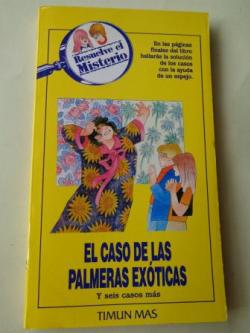 Resuelve el
Misterio
En las páginas
finales del libro
hallarás la solución
de los casos
con la ayuda
de un espejo.
EL CASO DE LAS
PALMERAS EXÓTICAS
Y seis casos más
TIMUN MAS